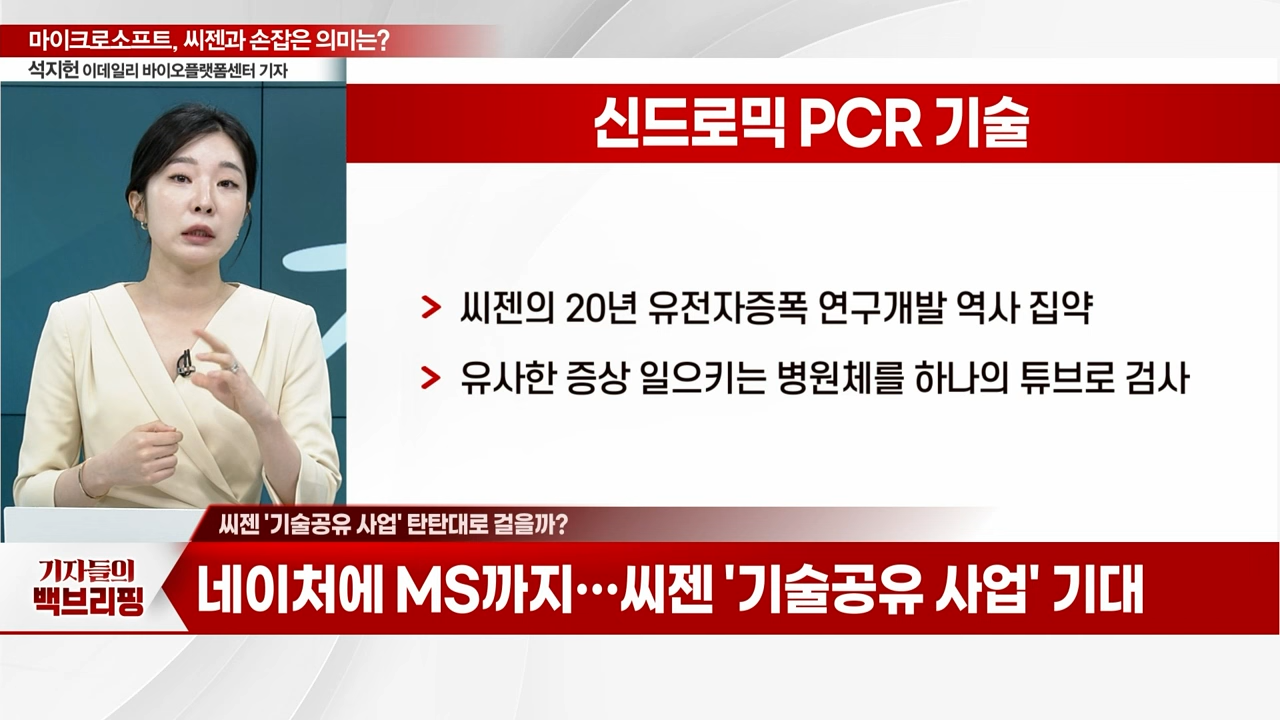 마이크로소프트, 씨젠과 손잡은 의미는?
석지헌 이데일리 바이오플랫폼센터 기자
신드로믹 PCR 기술
> 씨젠의 20년 유전자증폭 연구개발 역사 집약
> 유사한 증상 일으키는 병원체를 하나의 튜브로 검사
씨젠 '기술공유 사업' 탄탄대로 걸을까?
기자들의
백브리핑
네이처에 MS까지…씨젠 '기술공유 사업' 기대